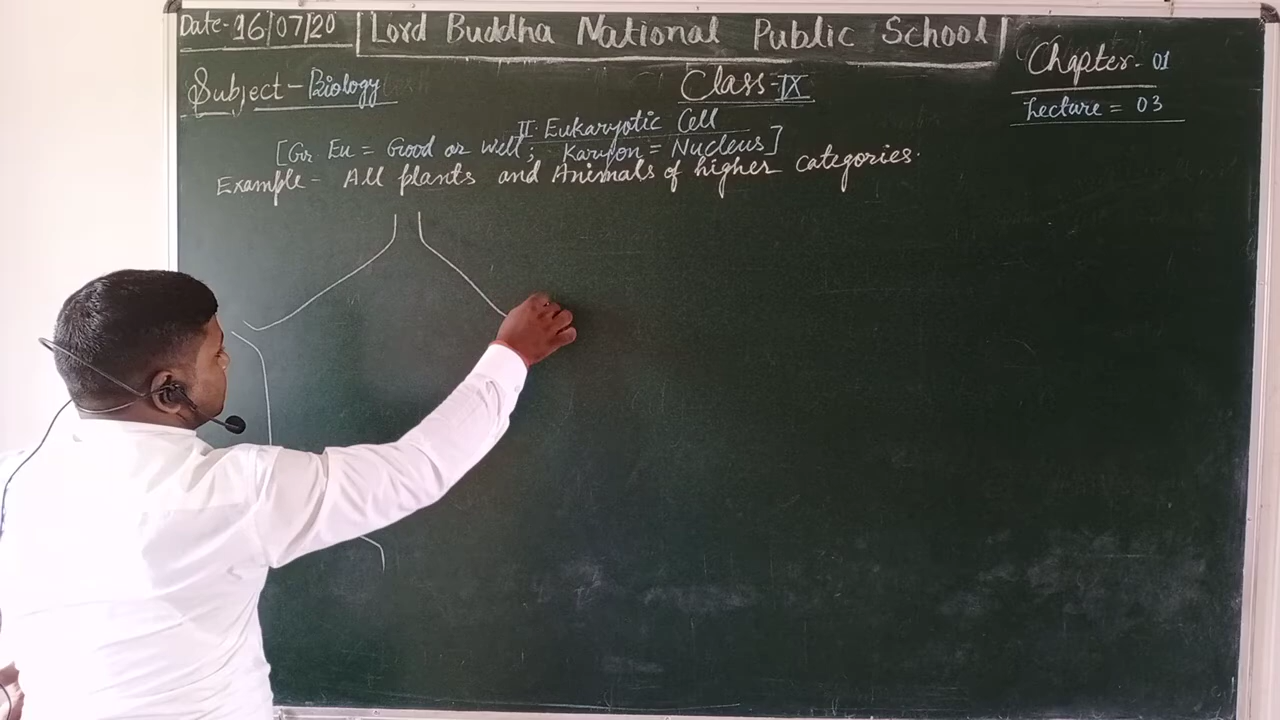 Date- 16/07/20
Lord Buddha National Public School
Chapter- 01
Subject - Biology
Class-IX
Lecture = 03
II. Eukaryotic Cell
[Gr Eu = Good or Well; Karyon = Nucleus]
Example - All plants and Animals of higher categories.